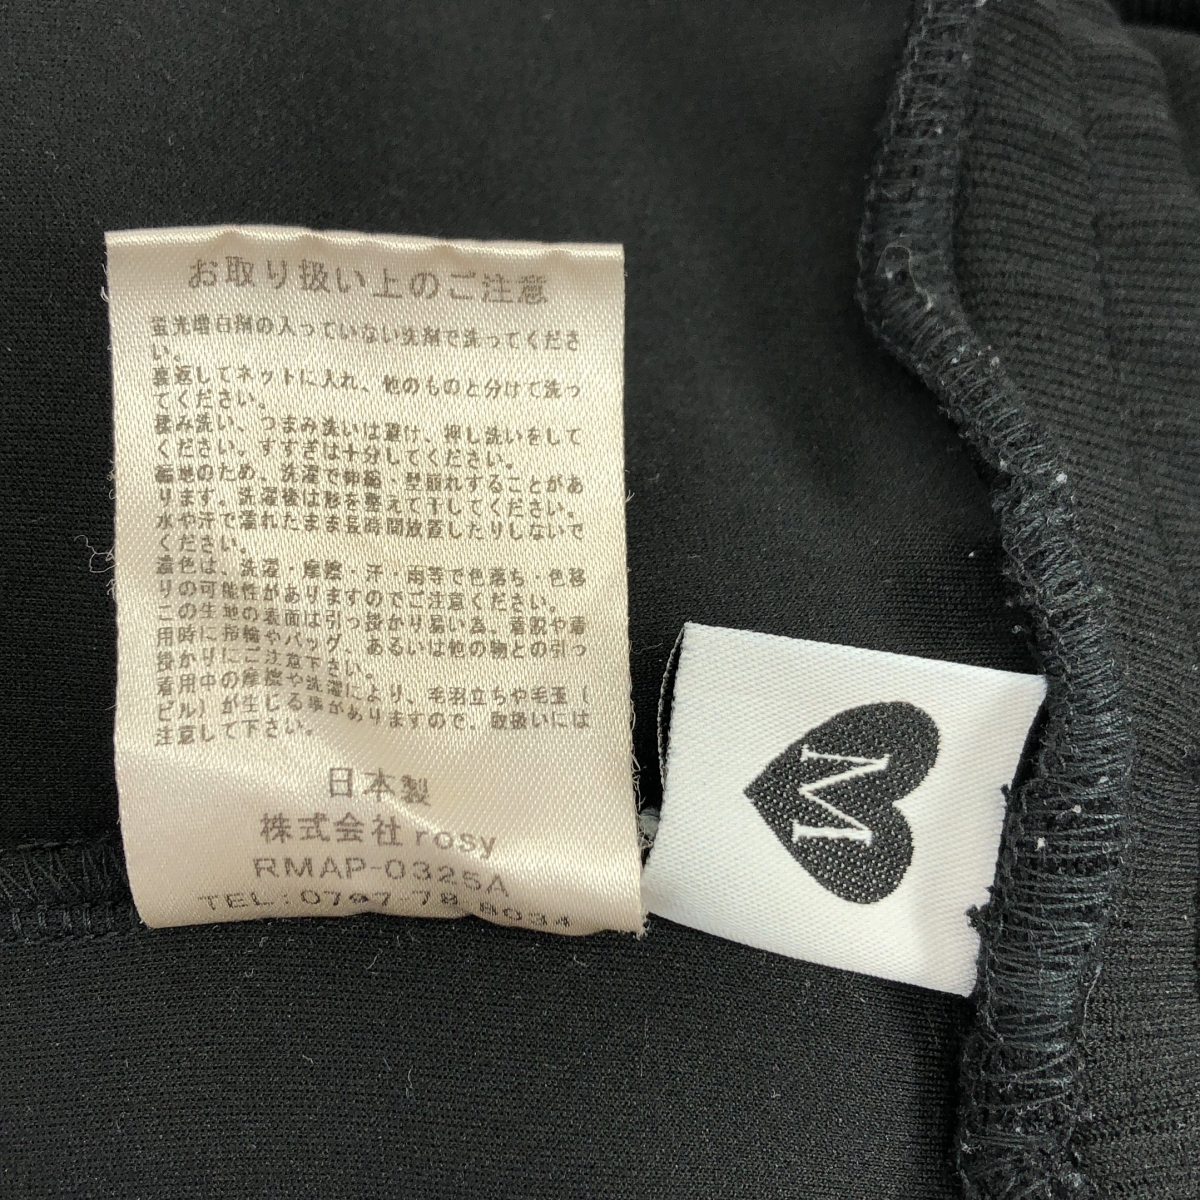 お取り扱い上のご注意
蛍光増白剤の入っていない洗剤で洗ってくださ
い。
裏返してネットに入れ、他のものと分けて洗っ
てください。
揉み洗い、つまみ洗いは避け、押し洗いをして
ください。すすぎは十分してください。
のため、洗濯で伸縮・型崩れすることがあ
ります。洗濯後は形を整えて干してください。
水や汗で濡れたまま長時間放置したりしないで
ください。
濃色は、洗濯・摩擦・汗・雨等で色落ち・色移
りの可能性がありますのでご注意ください。
この生地の表面は引っ掛かり易い為、着脱や着
用時に指輪やバッグ、あるいは他の物との引っ
掛かりにご注意下さい。
着用中の摩擦や洗濯により、毛羽立ちや毛玉（
ピル）が生じる事がありますので、取扱いには
注意して下さい。
日本製
株式会社rosy
RMAP-0325A
TEL:0797-78-8034
M